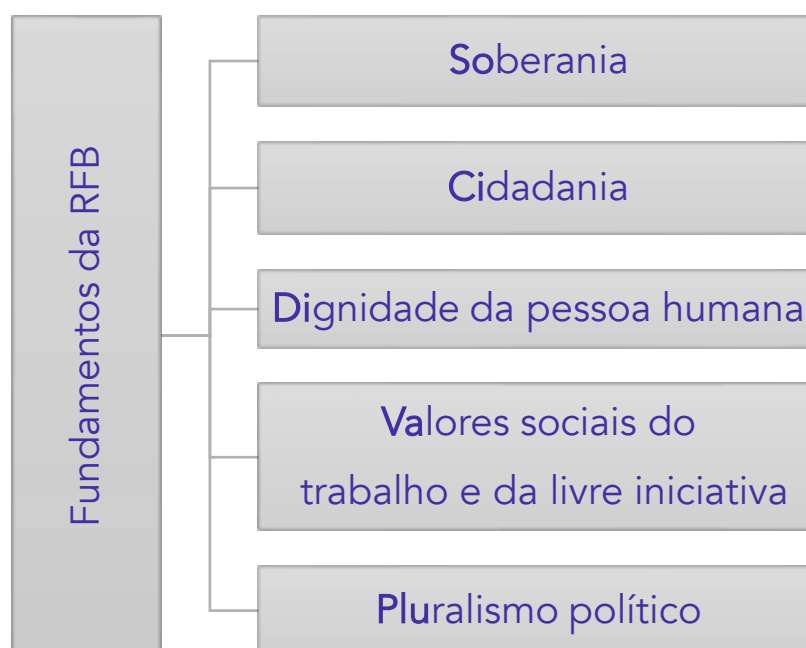 Fundamentos da RFB
Soberania
Cidadania
Dignidade da pessoa humana
Valores sociais do
trabalho e da livre iniciativa
Pluralismo político